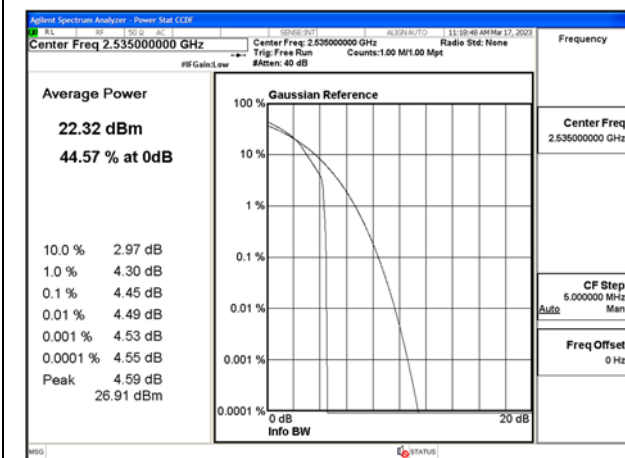 Agilent Spectrum Analyzer - Power Stat CCDF
RL RF 50 Ω AC SENSE:INT ALIGN AUTO 11:18:48 AM Mar 17, 2023
Center Freq 2.535000000 GHz
Center Freq: 2.535000000 GHz Radio Std: None
Trig: Free Run Counts:1.00 M/1.00 Mpt
#IFGain:Low #Atten: 40 dB
Frequency
Average Power
22.32 dBm
44.57 % at 0dB
10.0 % 2.97 dB
1.0 % 4.30 dB
0.1 % 4.45 dB
0.01 % 4.49 dB
0.001 % 4.53 dB
0.0001 % 4.55 dB
Peak 4.59 dB
26.91 dBm
Gaussian Reference
100 %
10 %
1 %
0.1 %
0.01 %
0.001 %
0.0001 %
0 dB 20 dB
Info BW
Center Freq
2.535000000 GHz
CF Step
5.000000 MHz
Auto Man
Freq Offset
0 Hz
MSG STATUS